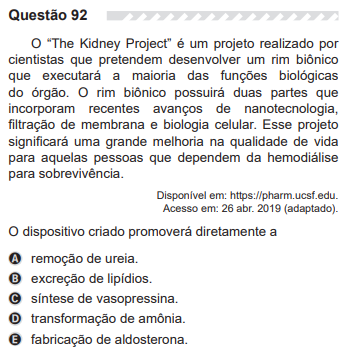 Questão 92
O “The Kidney Project” é um projeto realizado por
cientistas que pretendem desenvolver um rim biônico
que executará a maioria das funções biológicas
do órgão. O rim biônico possuirá duas partes que
incorporam recentes avanços de nanotecnologia,
filtração de membrana e biologia celular. Esse projeto
significará uma grande melhoria na qualidade de vida
para aquelas pessoas que dependem da hemodiálise
para sobrevivência.
Disponível em: https://pharm.ucsf.edu.
Acesso em: 26 abr. 2019 (adaptado).
O dispositivo criado promoverá diretamente a
A remoção de ureia.
B excreção de lipídios.
C síntese de vasopressina.
D transformação de amônia.
E fabricação de aldosterona.